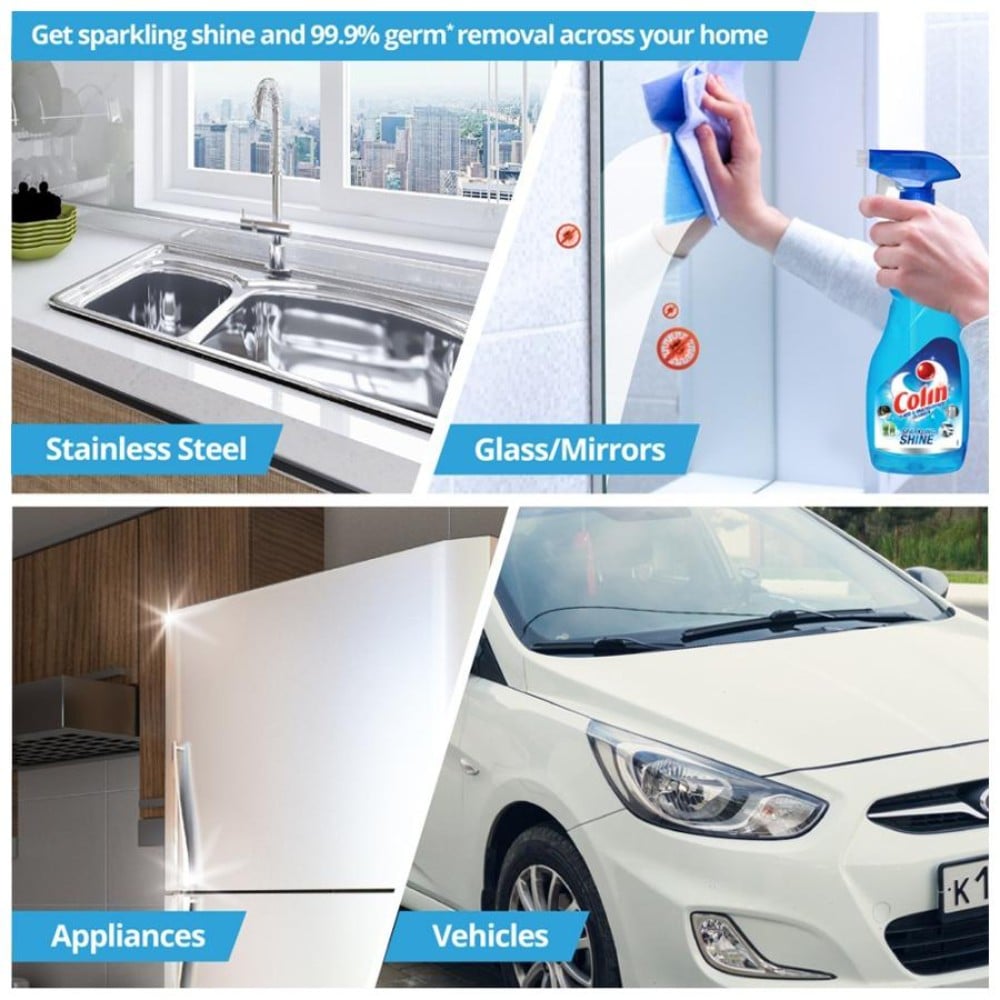 Get sparkling shine and 99.9% germ* removal across your home
Colin
SHINE
Stainless Steel
Glass/Mirrors
Appliances
Vehicles
K1